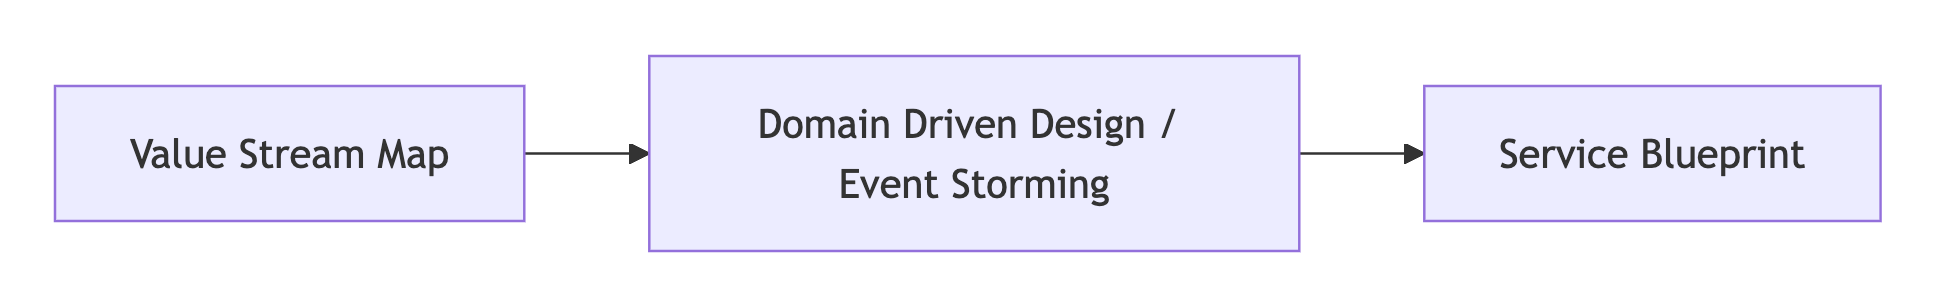 Value Stream Map
Domain Driven Design /
Event Storming
Service Blueprint